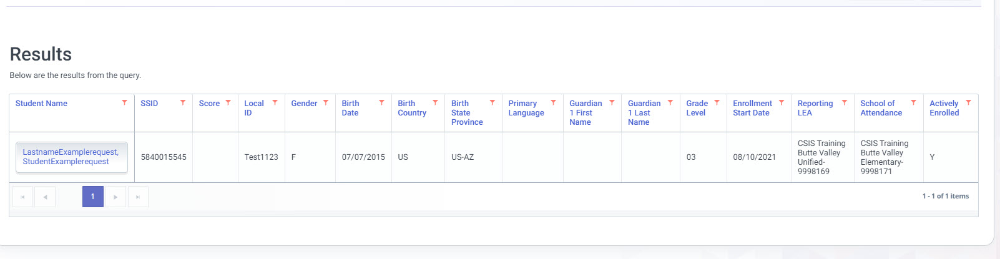 Results
Below are the results from the query.
Student Name SSID Score Local ID Gender Birth Date Birth Country Birth State Province Primary Language Guardian 1 First Name Guardian 1 Last Name Grade Level Enrollment Start Date Reporting LEA School of Attendance Actively Enrolled
LastnameExamplerequest, StudentExamplerequest 5840015545 Test1123 F 07/07/2015 US US-AZ 03 08/10/2021 CSIS Training Butte Valley Unified-9998169 CSIS Training Butte Valley Elementary-9998171 Y
1 1 - 1 of 1 items